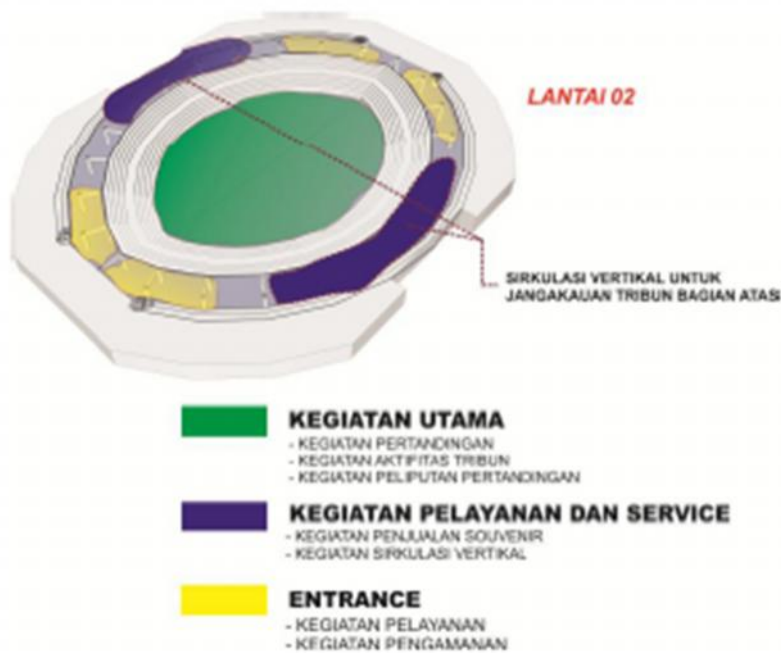 LANTAI 02
SIRKULASI VERTIKAL UNTUK
JANGAKAUAN TRIBUN BAGIAN ATAS
KEGIATAN UTAMA
- KEGIATAN PERTANDINGAN
- KEGIATAN AKTIFITAS TRIBUN
- KEGIATAN PELIPUTAN PERTANDINGAN
KEGIATAN PELAYANAN DAN SERVICE
- KEGIATAN PENJUALAN SOUVENIR
- KEGIATAN SIRKULASI VERTIKAL
ENTRANCE
- KEGIATAN PELAYANAN
- KEGIATAN PENGAMANAN